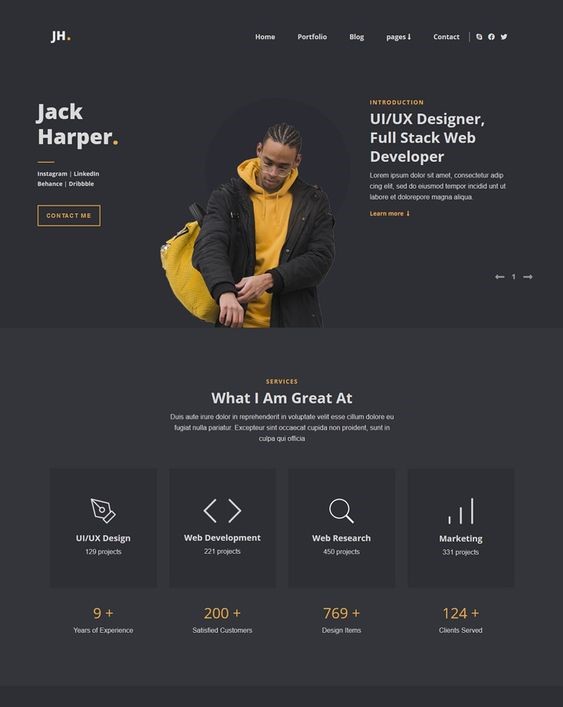 JH.
Home Portfolio Blog pages Contact
Jack
Harper.
Instagram | LinkedIn
Behance | Dribbble
CONTACT ME
INTRODUCTION
UI/UX Designer,
Full Stack Web
Developer
Lorem ipsum dolor sit amet, consectetur adip
cing elit, sed do eiusmod tempor incidid unt ut
labore et dolorepore magna aliqua.
Learn more
1
SERVICES
What I Am Great At
Duis aute irure dolor in reprehenderit in voluptate velit esse cillum dolore eu
fugiat nulla pariatur. Excepteur sint occaecat cupida non proident, sunt in
culpa qui officia
UI/UX Design
129 projects
Web Development
221 projects
Web Research
450 projects
Marketing
331 projects
9 +
Years of Experience
200 +
Satisfied Customers
769 +
Design Items
124 +
Clients Served